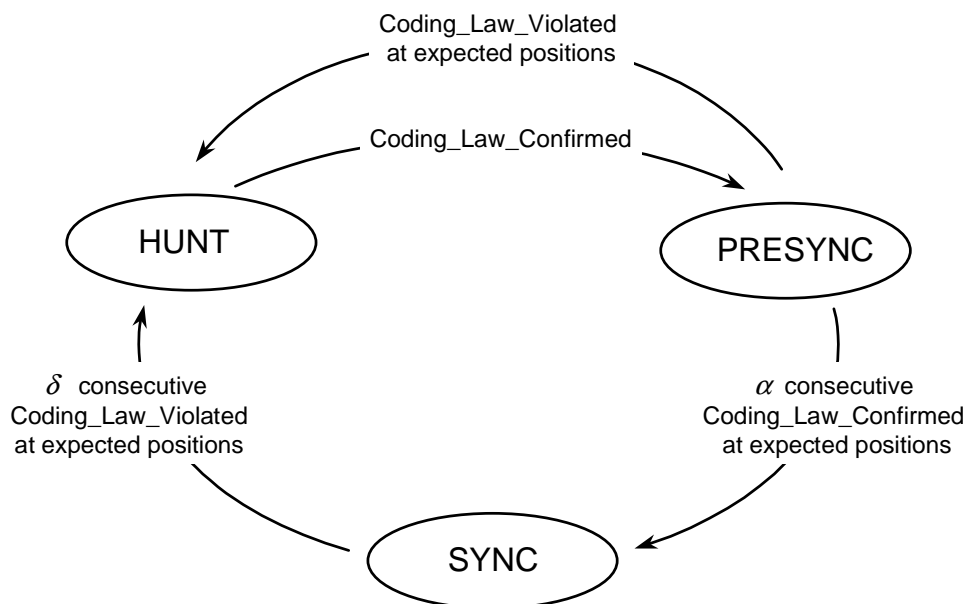 Coding_Law_Violated
at expected positions
Coding_Law_Confirmed
HUNT
PRESYNC
δ consecutive
Coding_Law_Violated
at expected positions
α consecutive
Coding_Law_Confirmed
at expected positions
SYNC